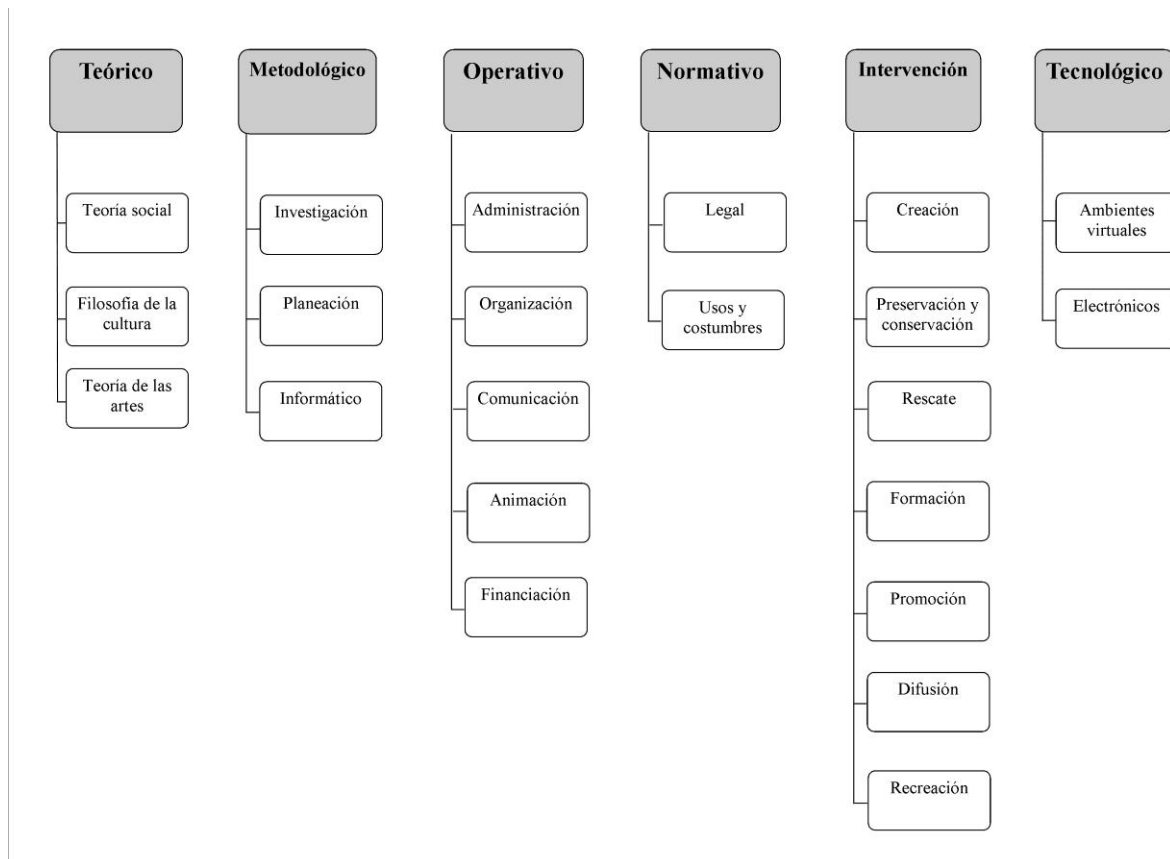 Teórico
Teoría social
Filosofía de la
cultura
Teoría de las
artes
Metodológico
Investigación
Planeación
Informático
Operativo
Administración
Organización
Comunicación
Animación
Financiación
Normativo
Legal
Usos y
costumbres
Intervención
Creación
Preservación y
conservación
Rescate
Formación
Promoción
Difusión
Recreación
Tecnológico
Ambientes
virtuales
Electrónicos